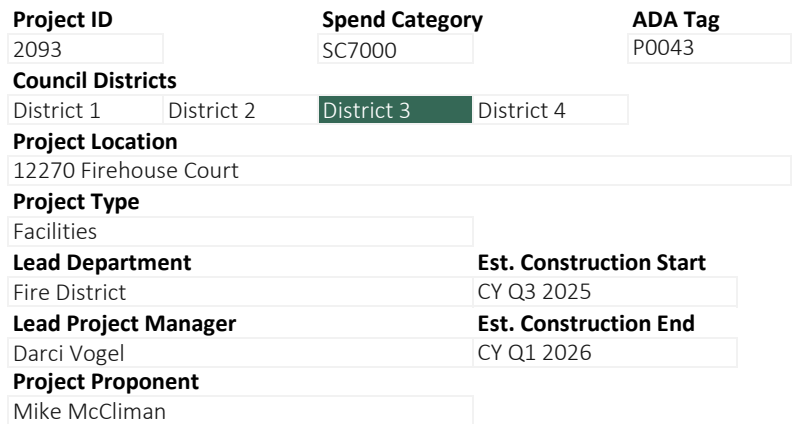 Project ID Spend Category ADA Tag
2093 SC7000 P0043
Council Districts
District 1 District 2 District 3 District 4
Project Location
12270 Firehouse Court
Project Type
Facilities
Lead Department Est. Construction Start
Fire District CY Q3 2025
Lead Project Manager Est. Construction End
Darci Vogel CY Q1 2026
Project Proponent
Mike McCliman